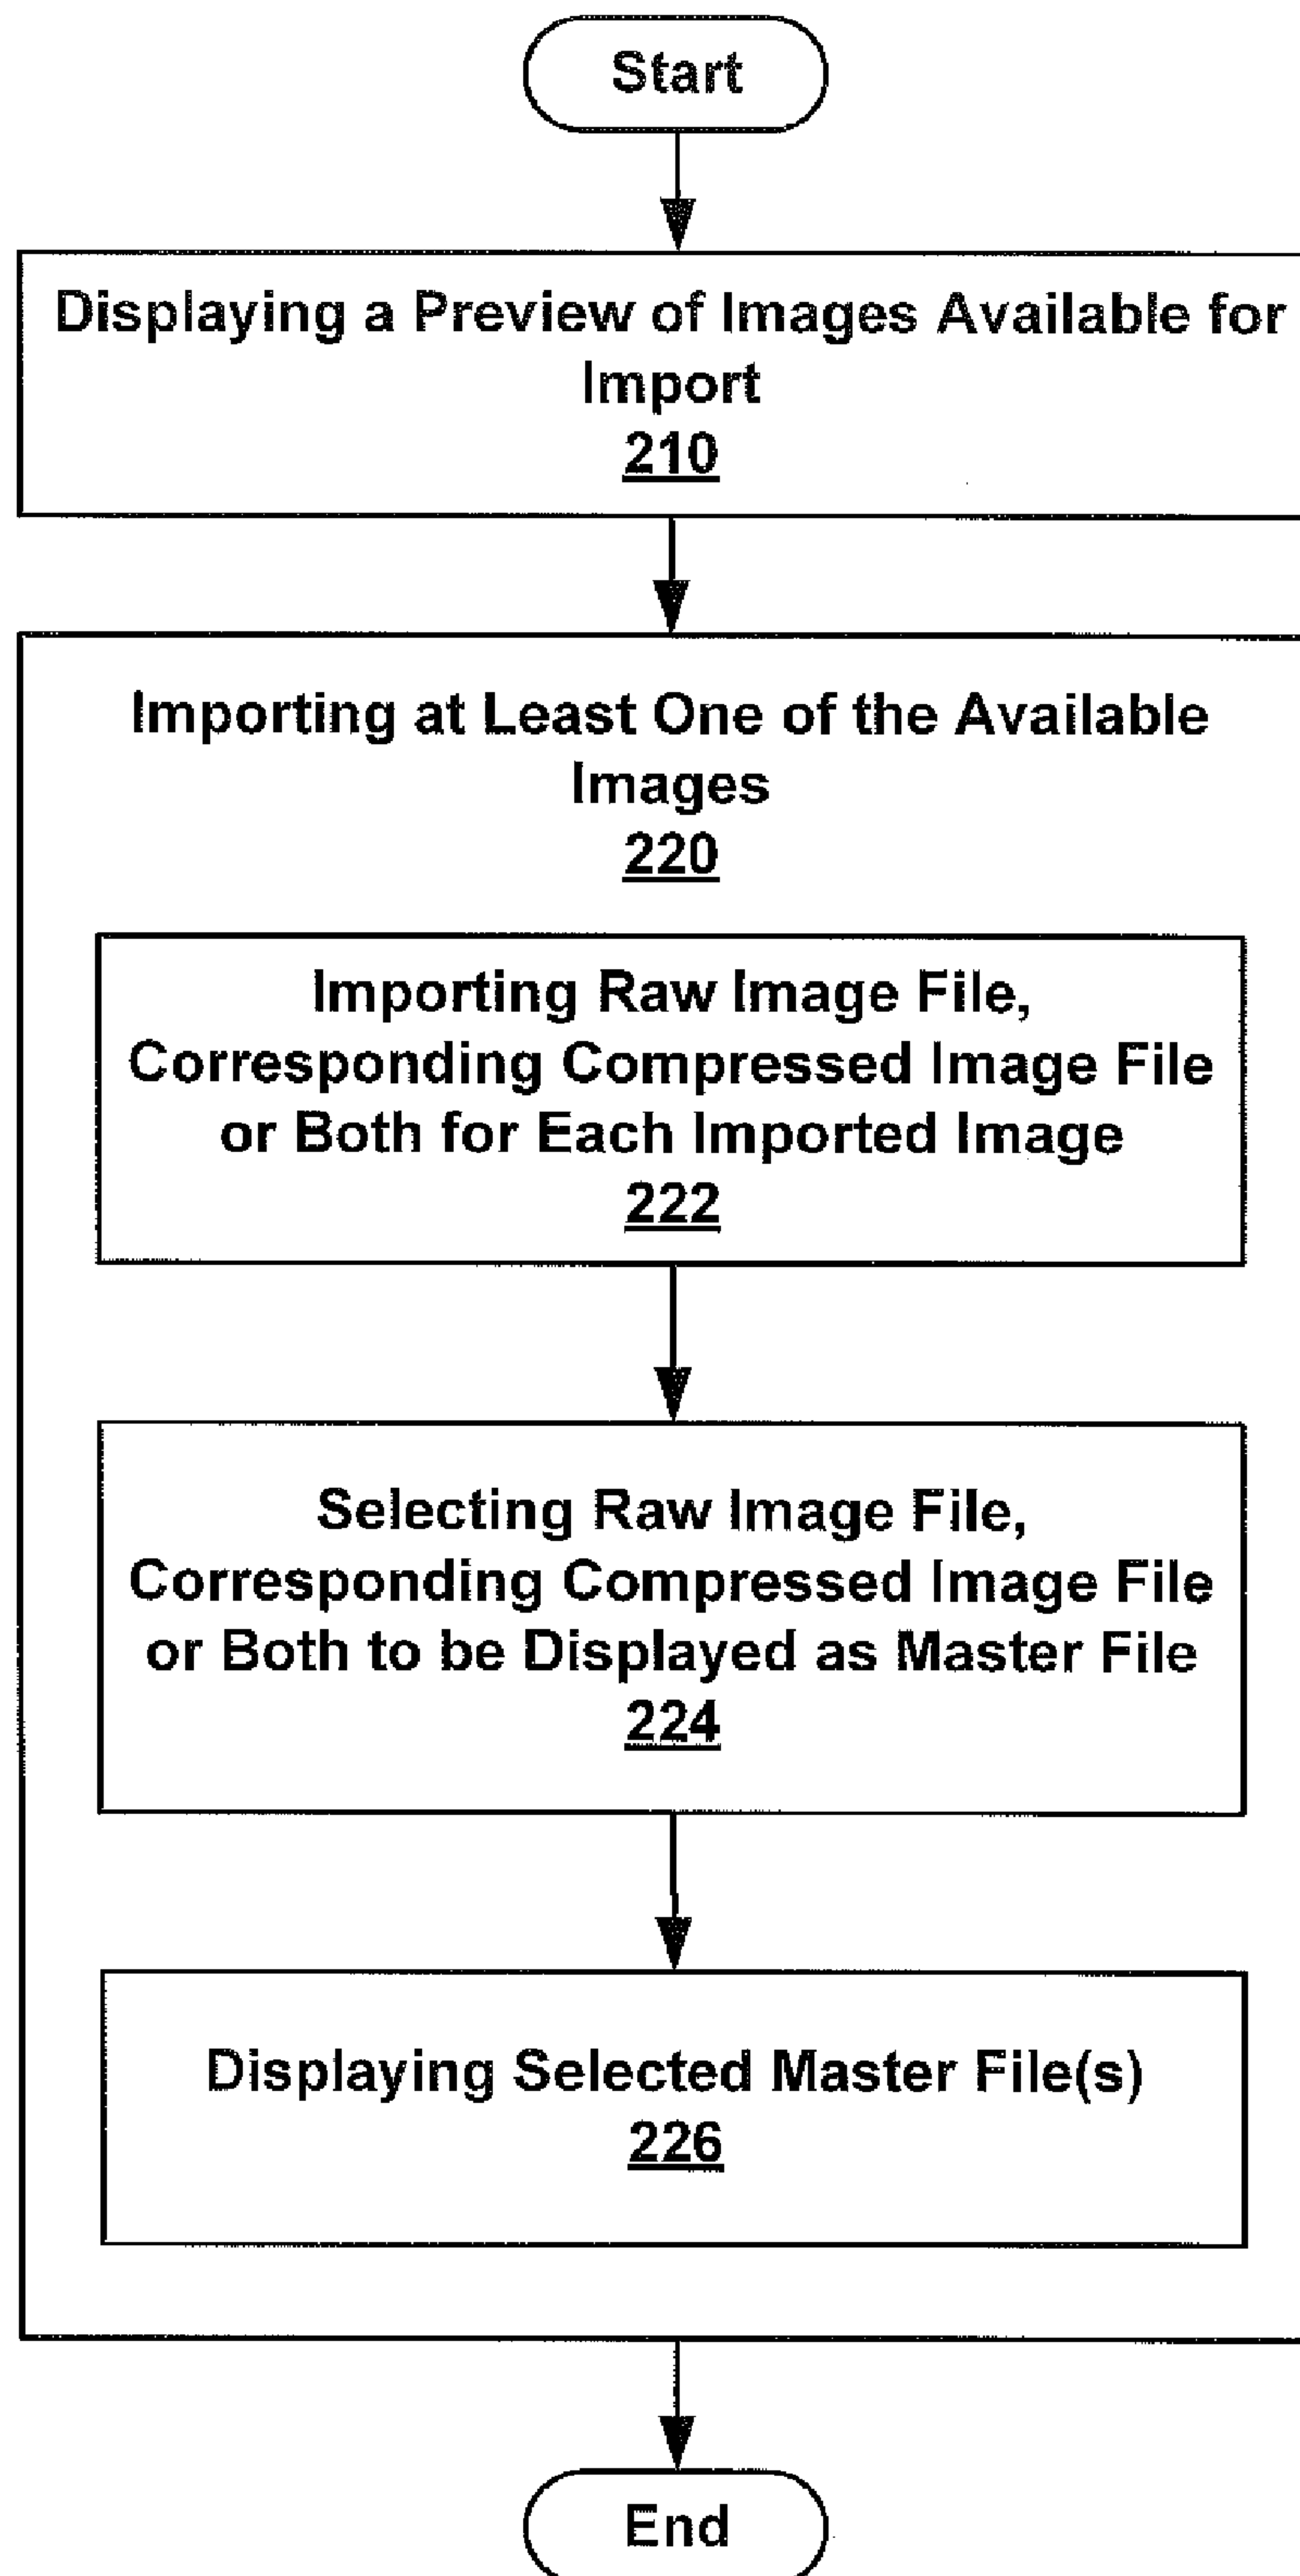 Start
Displaying a Preview of Images Available for
Import
210
Importing at Least One of the Available
Images
220
Importing Raw Image File,
Corresponding Compressed Image File
or Both for Each Imported Image
222
Selecting Raw Image File,
Corresponding Compressed Image File
or Both to be Displayed as Master File
224
Displaying Selected Master File(s)
226
End